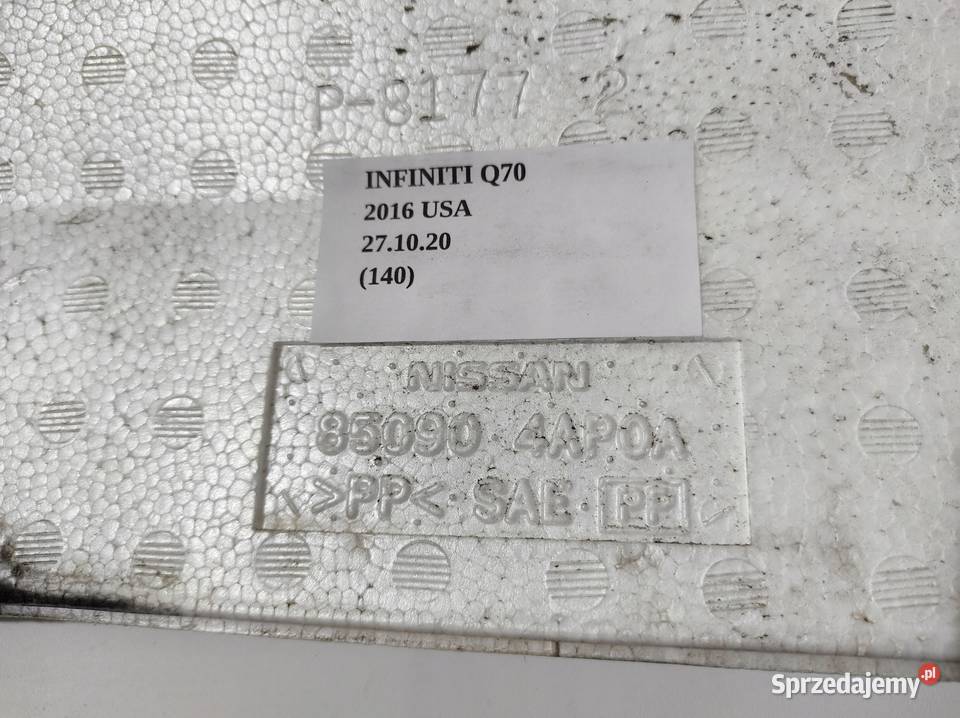 P-8177 2
INFINITI Q70
2016 USA
27.10.20
(140)
NISSAN
85090 4AP0A
>PP< SAE PP
Sprzedajemy.pl